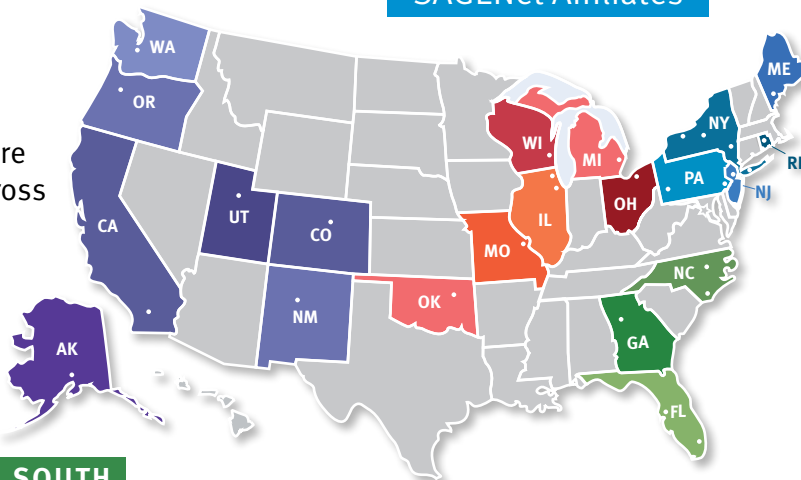 SAGENet Affiliates
WA
ME
OR
NY
WI
MI
re
ross
PA
RI
NJ
UT
OH
IL
CA
CO
MO
NC
OK
NM
GA
AK
FL
SOUTH